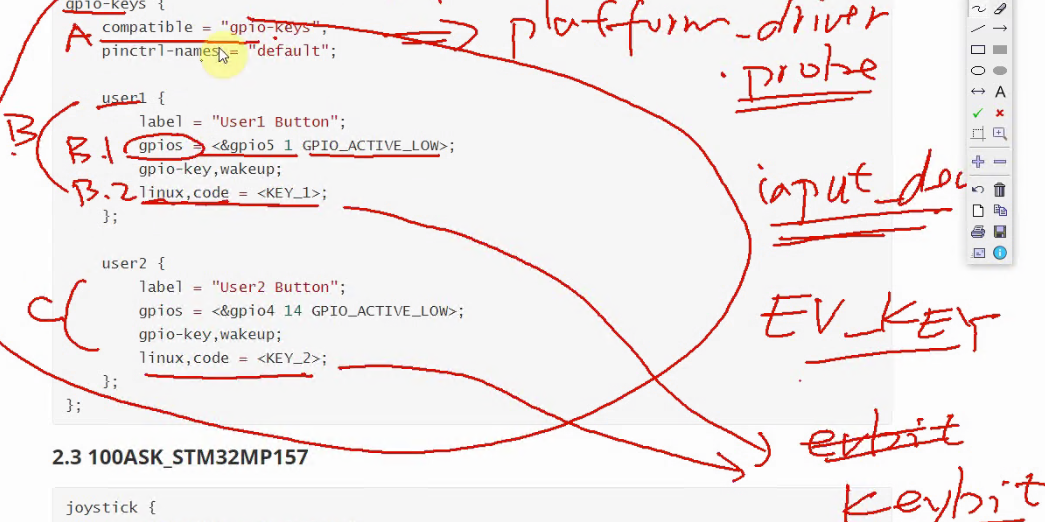 gpio-keys {
A compatible = "gpio-keys"; => platform_driver
pinctrl-names = "default"; .probe
B user1 {
label = "User1 Button";
B.1 gpios = <&gpio5 1 GPIO_ACTIVE_LOW>;
gpio-key,wakeup;
B.2 linux,code = <KEY_1>;
input_dev
};
user2 {
C label = "User2 Button";
gpios = <&gpio4 14 GPIO_ACTIVE_LOW>;
EV_KEY
gpio-key,wakeup;
linux,code = <KEY_2>;
};
};
evbit
2.3 100ASK_STM32MP157
keybit
joystick {
A